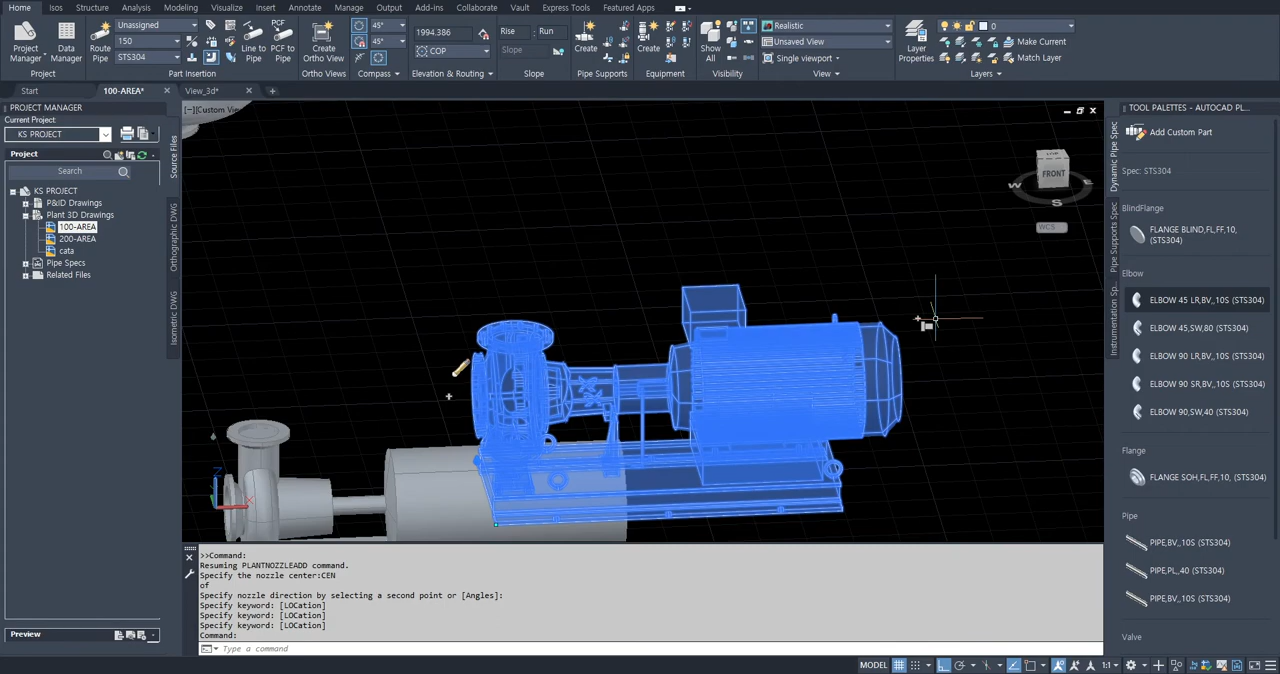 Home Isos Structure Analysis Modeling Visualize Insert Annotate Manage Output Add-ins Collaborate Vault Express Tools Featured Apps
Project Manager
Data Manager
Project
Route Pipe
Unassigned
150
STS304
Line to Pipe
PCF to Pipe
Part Insertion
Create Ortho View
Ortho Views
45°
45°
Compass
1994.386
COP
Elevation & Routing
Rise Run
Slope
Slope
Create
Pipe Supports
Create
Equipment
Show All
Visibility
Realistic
Unsaved View
Single viewport
View
Layer Properties
0
Make Current
Match Layer
Layers
Start 100-AREA* View_3d*
PROJECT MANAGER
Current Project:
KS PROJECT
Project
Search
KS PROJECT
P&ID Drawings
Plant 3D Drawings
100-AREA
200-AREA
cata
Pipe Specs
Related Files
Preview
Source Files
Orthographic DWG
Isometric DWG
[−][Custom View
TOP
FRONT
W
S
E
WCS
Z
>>Command:
Resuming PLANTNOZZLEADD command.
Specify the nozzle center:CEN
of
Specify nozzle direction by selecting a second point or [Angles]:
Specify keyword: [LOCation]
Specify keyword: [LOCation]
Specify keyword: [LOCation]
Command:
Type a command
TOOL PALETTES - AUTOCAD PL...
Dynamic Pipe Spec
Pipe Supports Spec
Instrumentation Sp...
Add Custom Part
Spec: STS304
BlindFlange
FLANGE BLIND,FL,FF,10, (STS304)
Elbow
ELBOW 45 LR,BV,_10S (STS304)
ELBOW 45,SW,80 (STS304)
ELBOW 90 LR,BV,_10S (STS304)
ELBOW 90 SR,BV,_10S (STS304)
ELBOW 90,SW,40 (STS304)
Flange
FLANGE SOH,FL,FF,10, (STS304)
Pipe
PIPE,BV,_10S (STS304)
PIPE,PL,_40 (STS304)
PIPE,BV,_10S (STS304)
Valve
MODEL 1:1